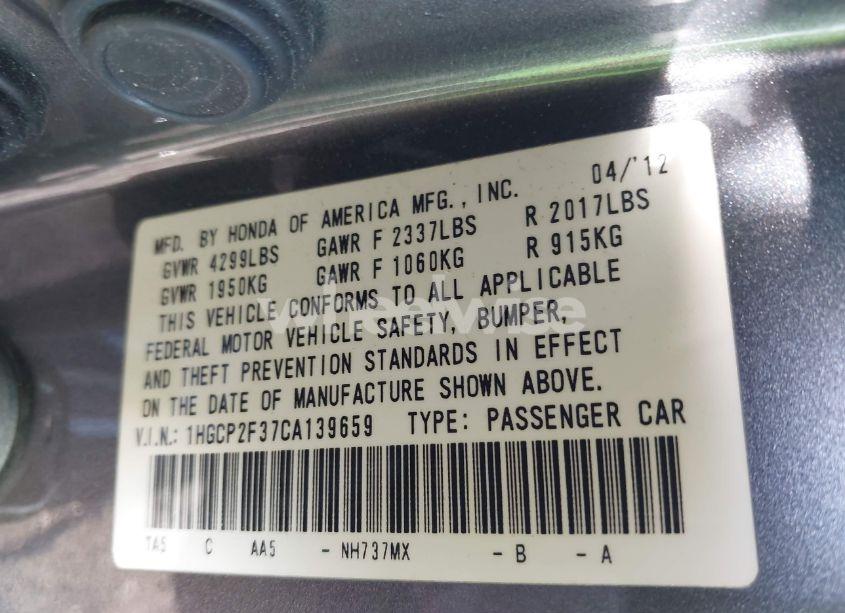 MFD. BY HONDA OF AMERICA MFG., INC. 04/'12
GVWR 4299LBS GAWR F 2337LBS R 2017LBS
GVWR 1950KG GAWR F 1060KG R 915KG
THIS VEHICLE CONFORMS TO ALL APPLICABLE
FEDERAL MOTOR VEHICLE SAFETY, BUMPER,
AND THEFT PREVENTION STANDARDS IN EFFECT
ON THE DATE OF MANUFACTURE SHOWN ABOVE.
V.I.N.: 1HGCP2F37CA139659 TYPE: PASSENGER CAR
TA5 C AA5 - NH737MX - B - A